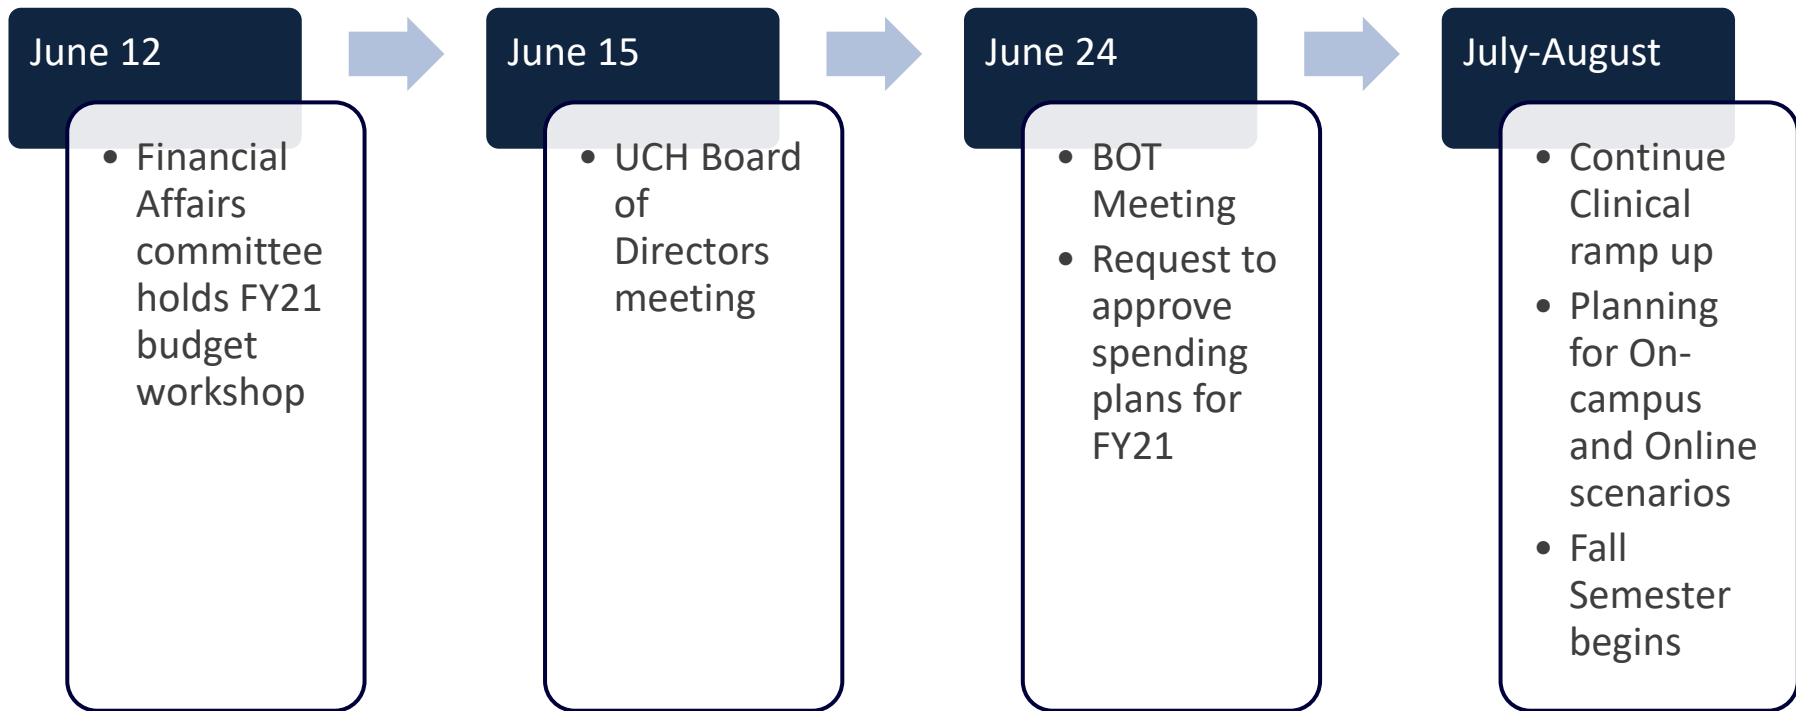 June 12
• Financial
Affairs
committee
holds FY21
budget
workshop
June 15
• UCH Board
of
Directors
meeting
June 24
• BOT
Meeting
• Request to
approve
spending
plans for
FY21
July-August
• Continue
Clinical
ramp up
• Planning
for On-
campus
and Online
scenarios
• Fall
Semester
begins